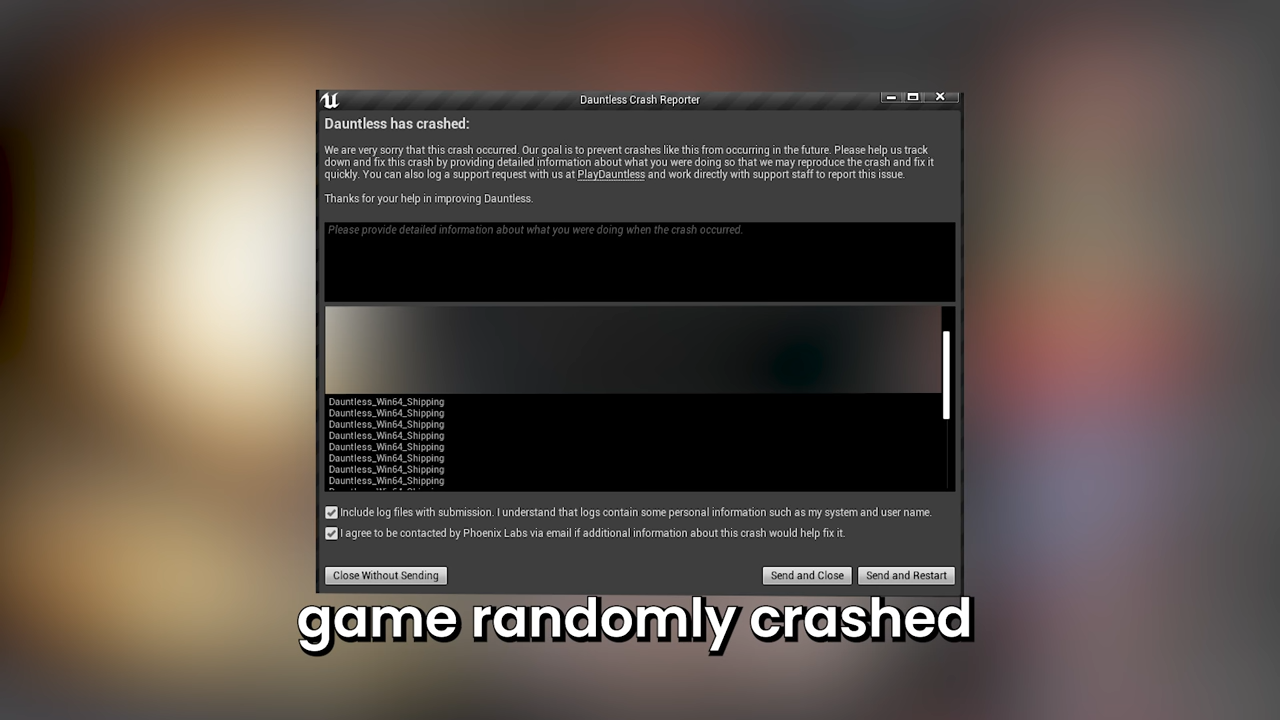 Dauntless Crash Reporter
Dauntless has crashed:
We are very sorry that this crash occurred. Our goal is to prevent crashes like this from occurring in the future. Please help us track
down and fix this crash by providing detailed information about what you were doing so that we may reproduce the crash and fix it
quickly. You can also log a support request with us at PlayDauntless and work directly with support staff to report this issue.
Thanks for your help in improving Dauntless.
Please provide detailed information about what you were doing when the crash occurred.
Dauntless_Win64_Shipping
Dauntless_Win64_Shipping
Dauntless_Win64_Shipping
Dauntless_Win64_Shipping
Dauntless_Win64_Shipping
Dauntless_Win64_Shipping
Dauntless_Win64_Shipping
Dauntless_Win64_Shipping
Include log files with submission. I understand that logs contain some personal information such as my system and user name.
I agree to be contacted by Phoenix Labs via email if additional information about this crash would help fix it.
Close Without Sending
Send and Close
Send and Restart
game randomly crashed